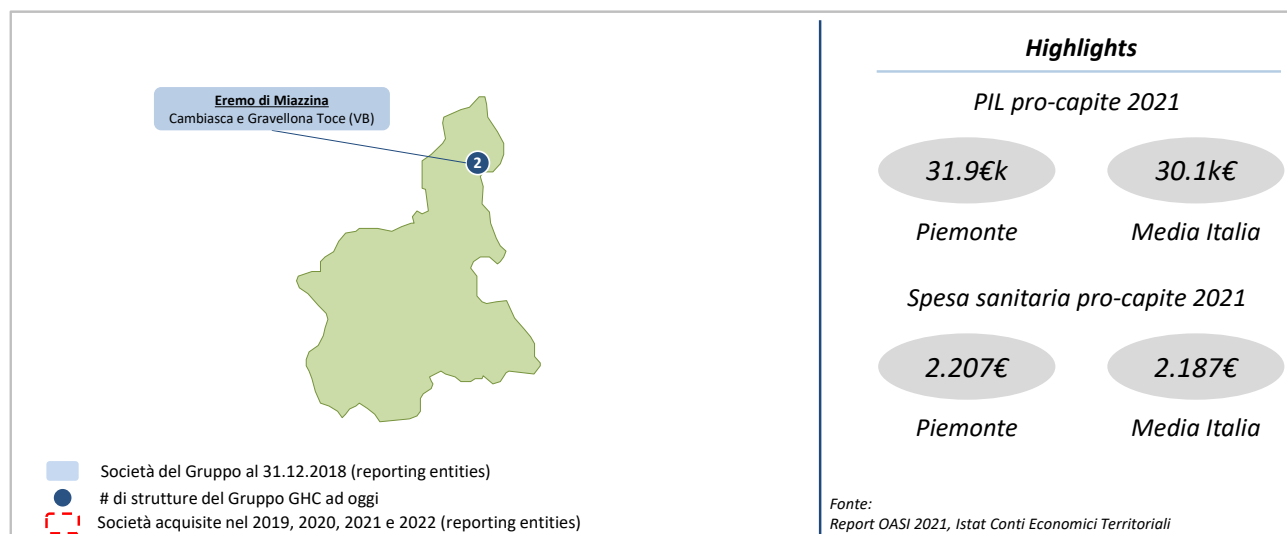 Eremo di Miazzina
Cambiasca e Gravellona Toce (VB)
2
Società del Gruppo al 31.12.2018 (reporting entities)
# di strutture del Gruppo GHC ad oggi
Società acquisite nel 2019, 2020, 2021 e 2022 (reporting entities)
Highlights
PIL pro-capite 2021
31.9€k 30.1k€
Piemonte Media Italia
Spesa sanitaria pro-capite 2021
2.207€ 2.187€
Piemonte Media Italia
Fonte:
Report OASI 2021, Istat Conti Economici Territoriali